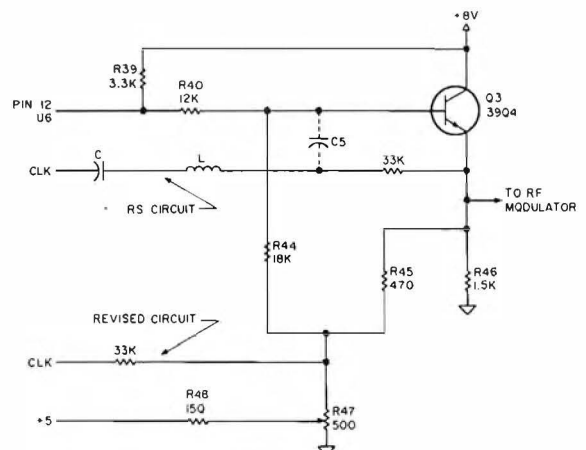 +8V
R39
3.3K
R40
12K
PIN 12
U6
Q3
3904
C5
CLK
C
L
33K
RS CIRCUIT
TO RF
MODULATOR
R44
18K
R45
470
R46
1.5K
REVISED CIRCUIT
CLK
33K
R48
150
R47
500
+5